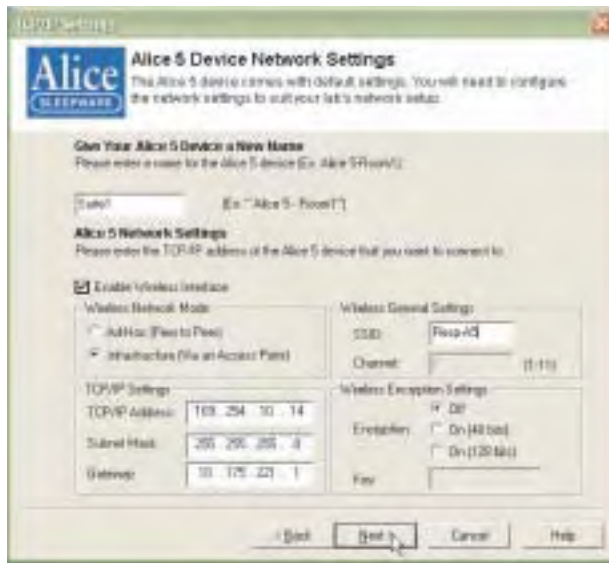 TCP/IP Settings
Alice
SLEEPWARE
Alice 5 Device Network Settings
The Alice 5 device comes with default settings. You will need to configure
the network settings to suit your lab's network setup.
Give Your Alice 5 Device a New Name
Please enter a name for the Alice 5 device (Ex. Alice 5-Room1).
Suite1
(Ex. "Alice 5 - Room1")
Alice 5 Network Settings
Please enter the TCP/IP address of the Alice 5 device that you want to connect to.
Enable Wireless Interface
Wireless Network Mode
Ad-Hoc (Peer to Peer)
Infrastructure (Via an Access Point)
Wireless General Settings
SSID:
Resp-A5
Channel:
(1-11)
TCP/IP Settings
TCP/IP Address:
169 . 254 . 10 . 14
Subnet Mask:
255 . 255 . 255 . 0
Gateway:
10 . 175 . 221 . 1
Wireless Encryption Settings
Encryption:
Off
On (40 bits)
On (128 bits)
Key:
< Back
Next >
Cancel
Help